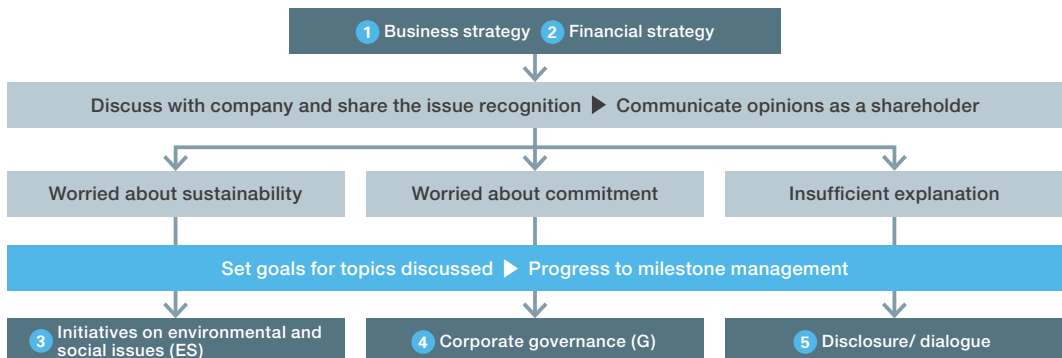 1 Business strategy 2 Financial strategy
Discuss with company and share the issue recognition ▶ Communicate opinions as a shareholder
Worried about sustainability
Worried about commitment
Insufficient explanation
Set goals for topics discussed ▶ Progress to milestone management
3 Initiatives on environmental and
social issues (ES)
4 Corporate governance (G)
5 Disclosure/ dialogue